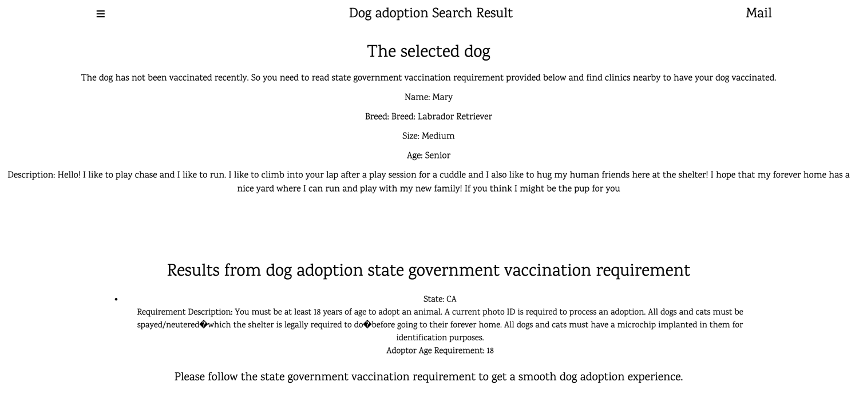 ≡ Dog adoption Search Result Mail
The selected dog
The dog has not been vaccinated recently. So you need to read state government vaccination requirement provided below and find clinics nearby to have your dog vaccinated.
Name: Mary
Breed: Breed: Labrador Retriever
Size: Medium
Age: Senior
Description: Hello! I like to play chase and I like to run. I like to climb into your lap after a play session for a cuddle and I also like to hug my human friends here at the shelter! I hope that my forever home has a
nice yard where I can run and play with my new family! If you think I might be the pup for you
Results from dog adoption state government vaccination requirement
• State: CA
Requirement Description: You must be at least 18 years of age to adopt an animal. A current photo ID is required to process an adoption. All dogs and cats must be
spayed/neutered�which the shelter is legally required to do�before going to their forever home. All dogs and cats must have a microchip implanted in them for
identification purposes.
Adoptor Age Requirement: 18
Please follow the state government vaccination requirement to get a smooth dog adoption experience.